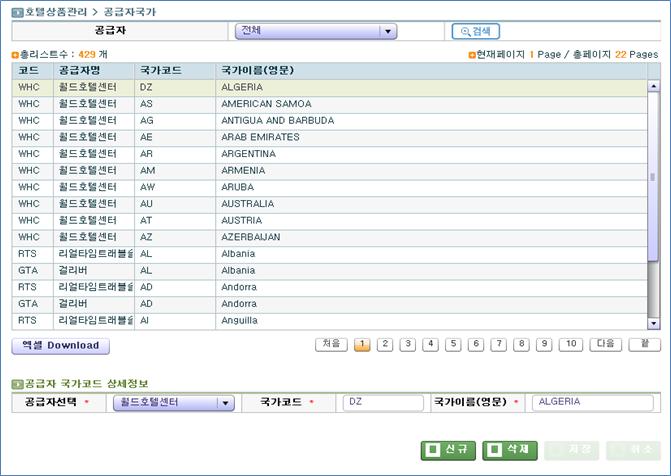 호텔상품관리 > 공급자국가
공급자 전체 검색
총리스트수 : 429 개 현재페이지 1 Page / 총페이지 22 Pages
코드 공급자명 국가코드 국가이름(영문)
WHC 월드호텔센터 DZ ALGERIA
WHC 월드호텔센터 AS AMERICAN SAMOA
WHC 월드호텔센터 AG ANTIGUA AND BARBUDA
WHC 월드호텔센터 AE ARAB EMIRATES
WHC 월드호텔센터 AR ARGENTINA
WHC 월드호텔센터 AM ARMENIA
WHC 월드호텔센터 AW ARUBA
WHC 월드호텔센터 AU AUSTRALIA
WHC 월드호텔센터 AT AUSTRIA
WHC 월드호텔센터 AZ AZERBAIJAN
RTS 리얼타임트래블솔 AL Albania
GTA 걸리버 AL Albania
RTS 리얼타임트래블솔 AD Andorra
GTA 걸리버 AD Andorra
RTS 리얼타임트래블솔 AI Anguilla
엑셀 Download 처음 1 2 3 4 5 6 7 8 9 10 다음 끝
공급자 국가코드 상세정보
공급자선택 * 월드호텔센터 국가코드 * DZ 국가이름(영문) * ALGERIA
신규 삭제 저장 취소